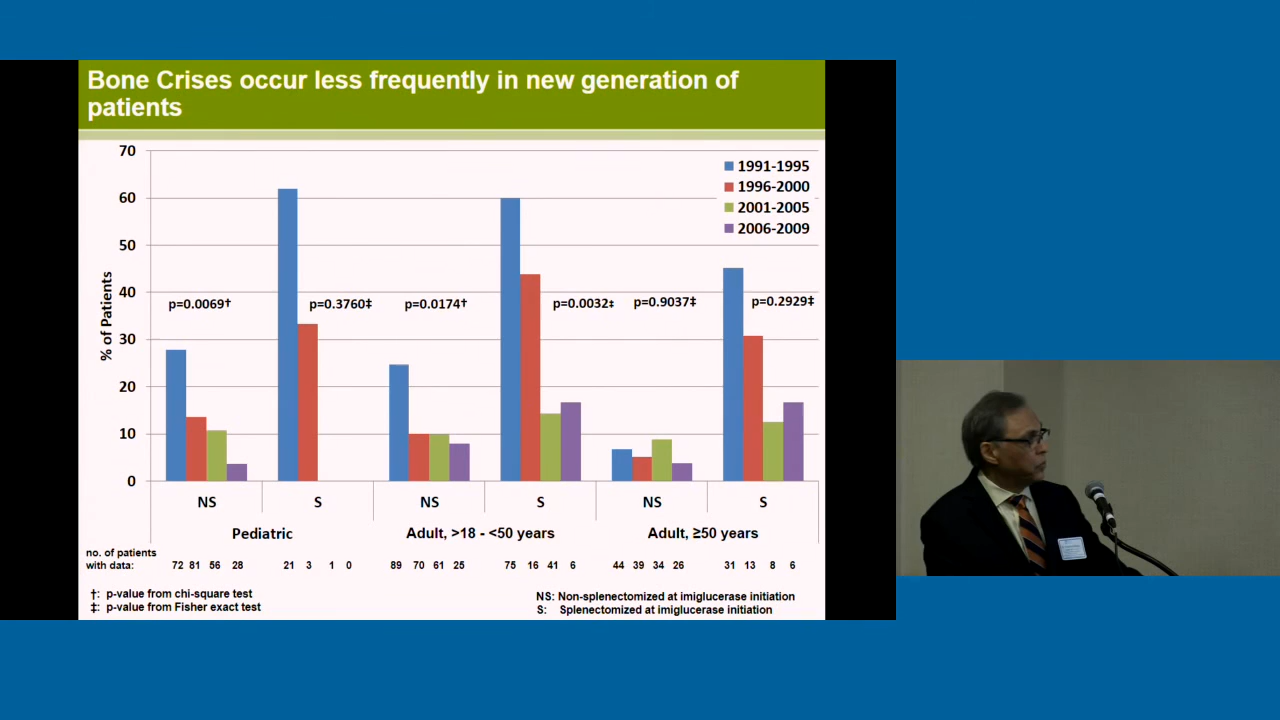 Bone Crises occur less frequently in new generation of
patients
70
60
50
40
30
20
10
0
% of Patients
1991-1995
1996-2000
2001-2005
2006-2009
p=0.0069†
p=0.3760‡
p=0.0174†
p=0.0032‡
p=0.9037‡
p=0.2929‡
NS S NS S NS S
Pediatric Adult, >18 - <50 years Adult, ≥50 years
no. of patients
with data: 72 81 56 28 21 3 1 0 89 70 61 25 75 16 41 6 44 39 34 26 31 13 8 6
†: p-value from chi-square test
‡: p-value from Fisher exact test
NS: Non-splenectomized at imiglucerase initiation
S: Splenectomized at imiglucerase initiation